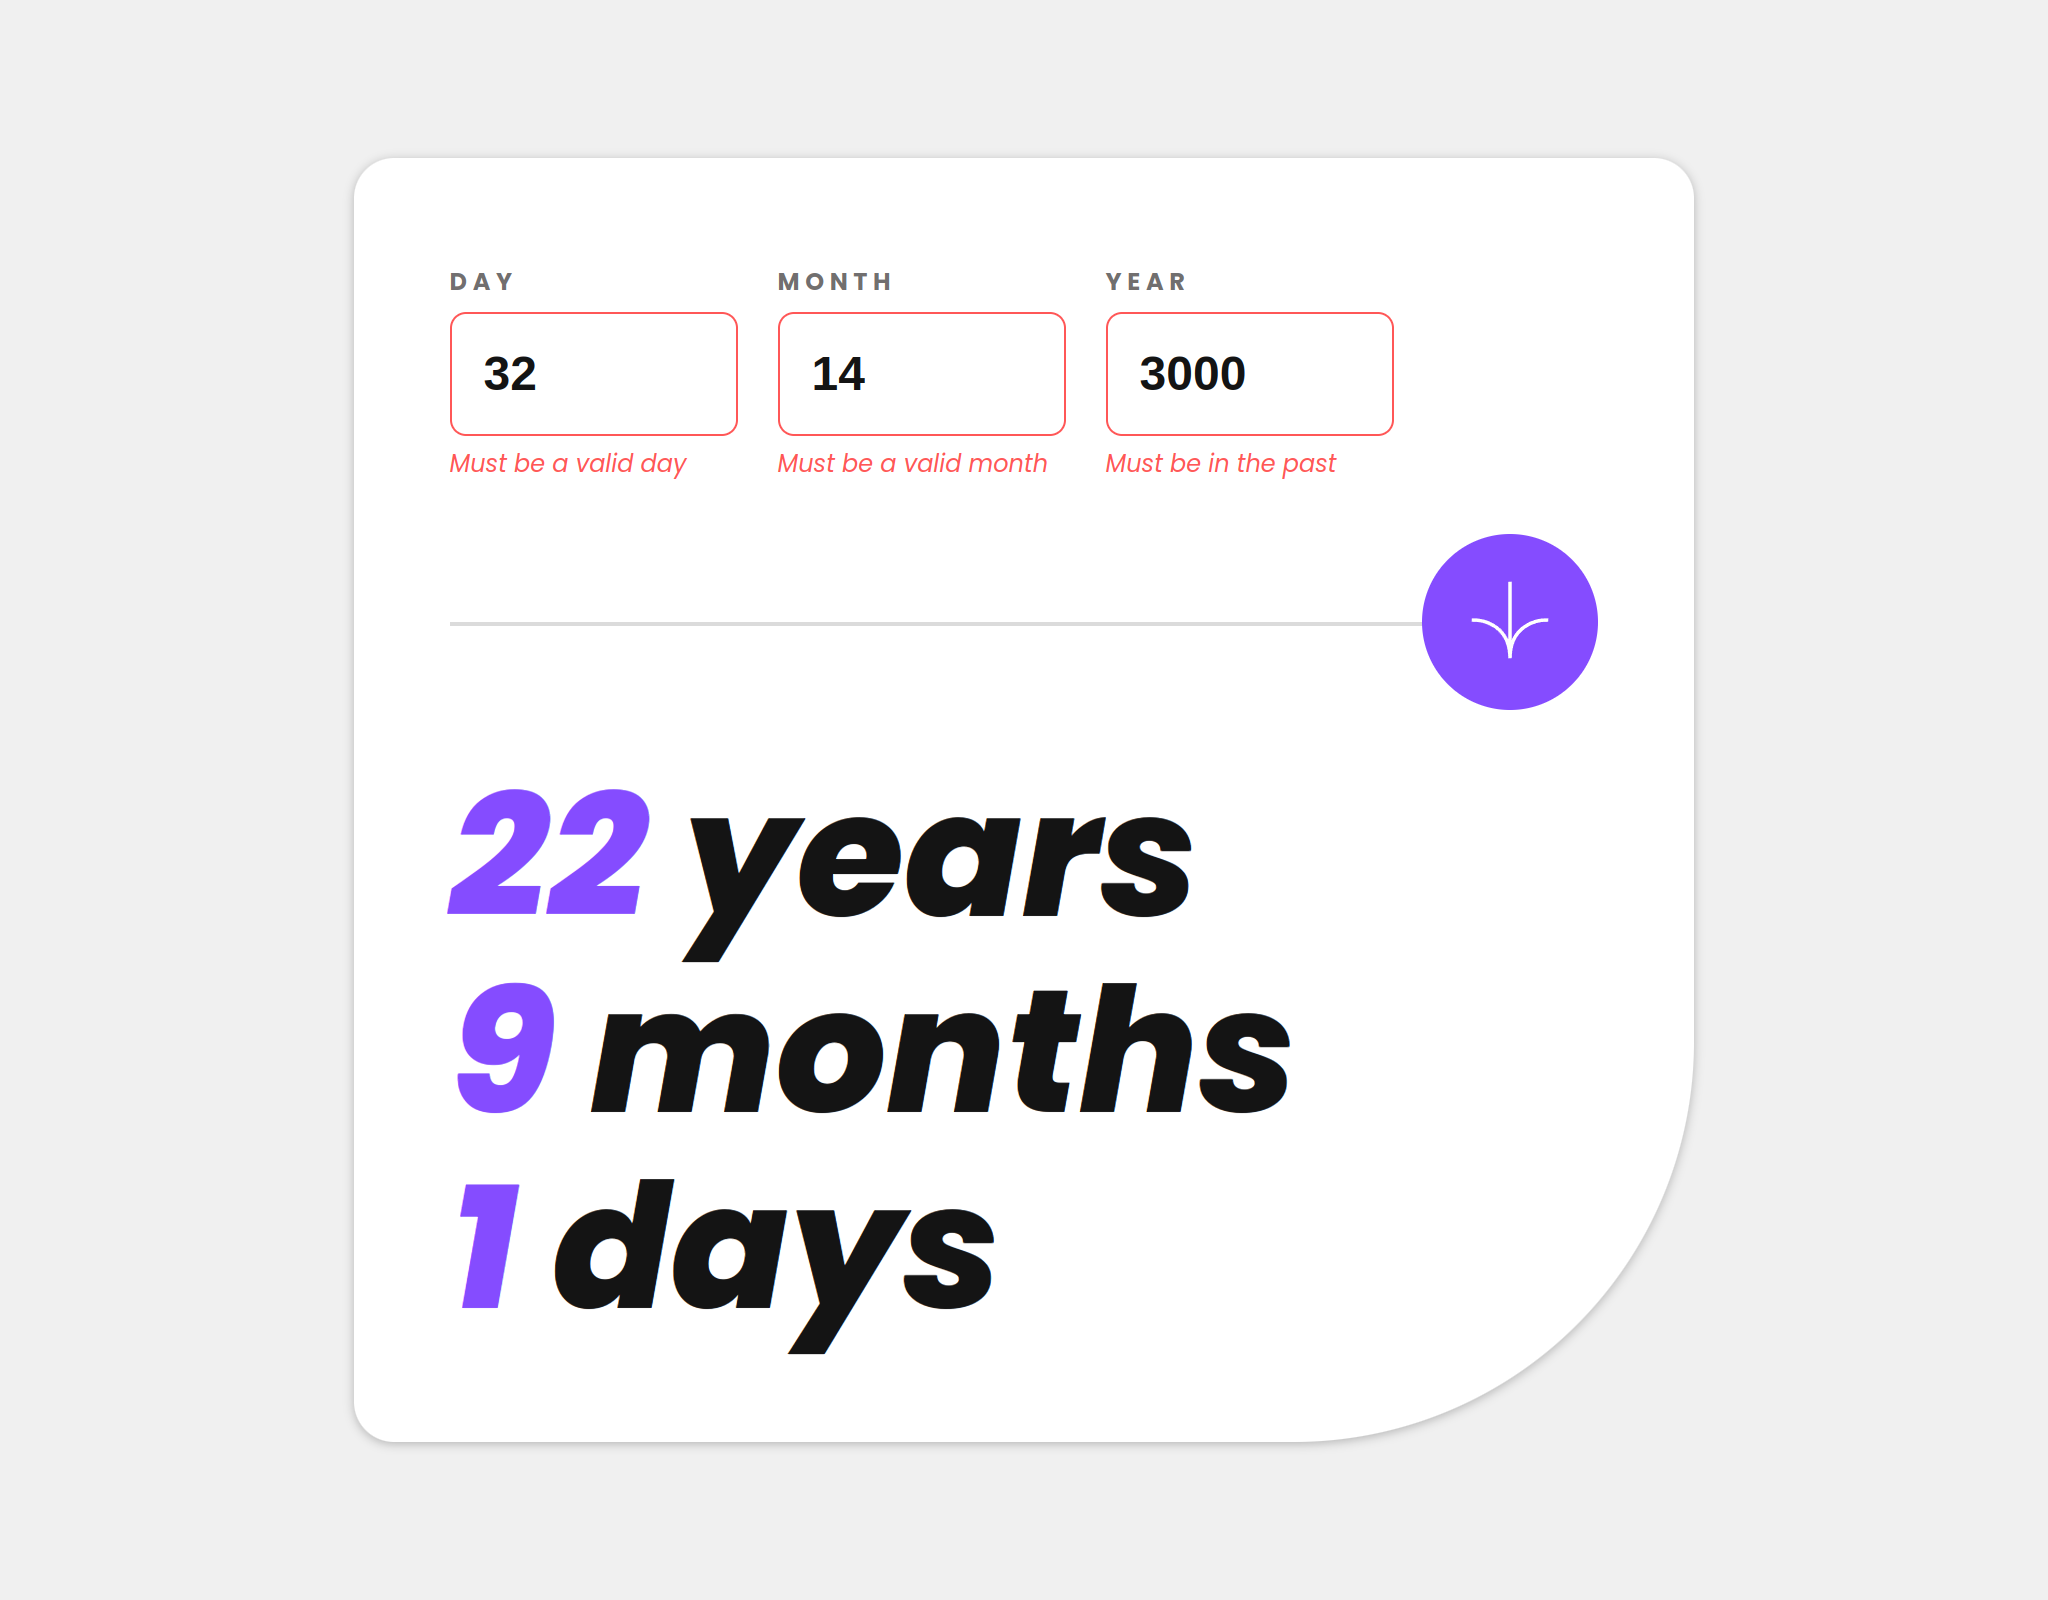 DAY MONTH YEAR
32 14 3000
Must be a valid day Must be a valid month Must be in the past
22 years
9 months
1 days